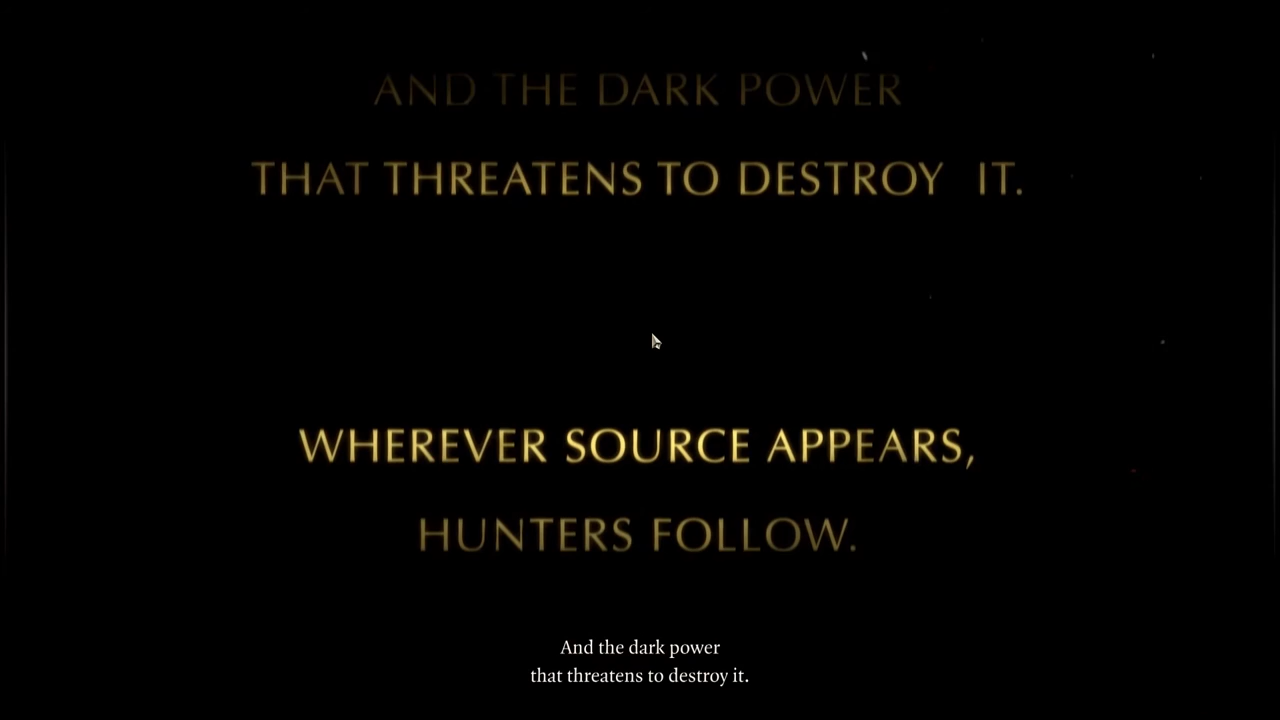 AND THE DARK POWER
THAT THREATENS TO DESTROY IT.
WHEREVER SOURCE APPEARS,
HUNTERS FOLLOW.
And the dark power
that threatens to destroy it.